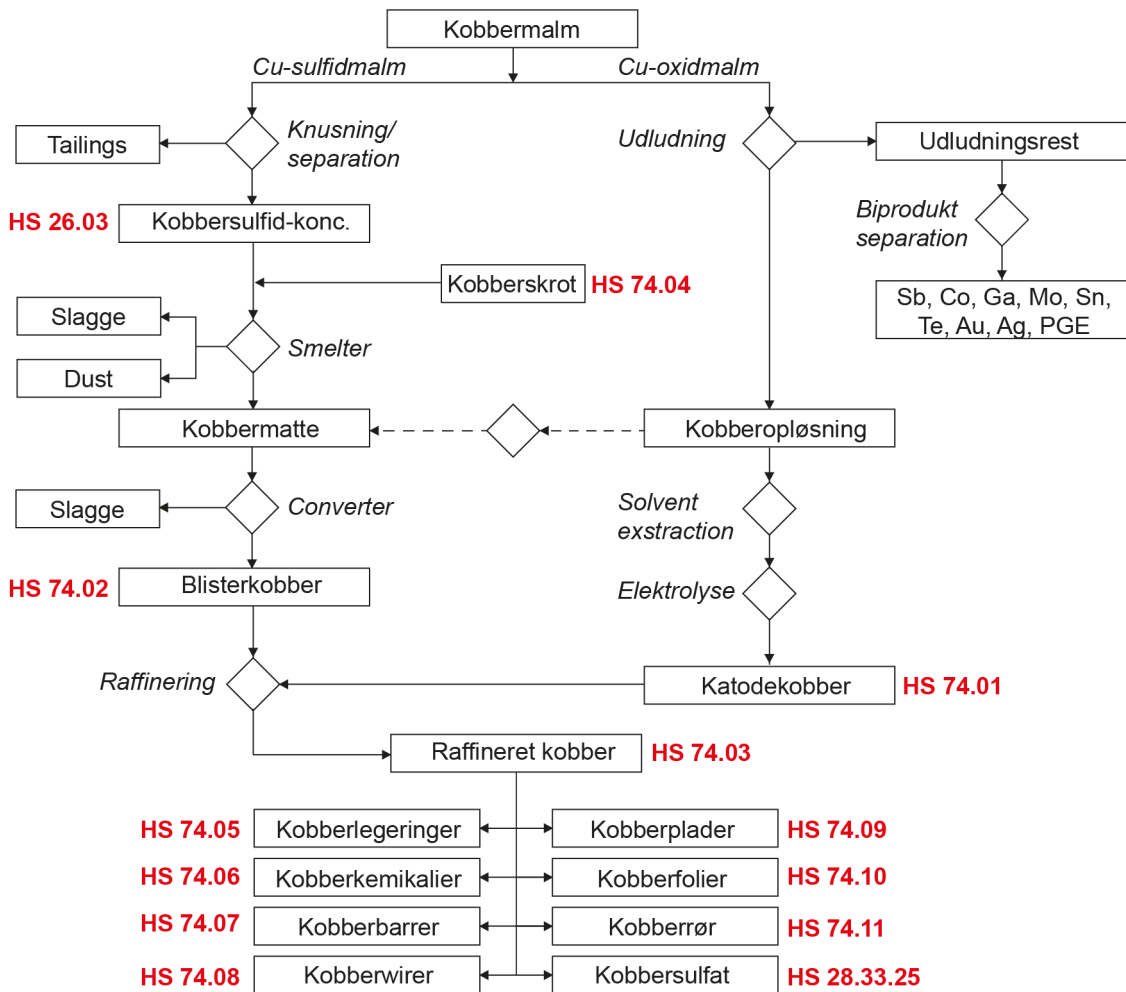 Kobbermalm
Cu-sulfidmalm
Cu-oxidmalm
Tailings
Knusning/
separation
Udludning
Udludningsrest
HS 26.03
Kobbersulfid-konc.
Biprodukt
separation
Kobberskrot
HS 74.04
Sb, Co, Ga, Mo, Sn,
Te, Au, Ag, PGE
Slagge
Smelter
Dust
Kobbermatte
Kobberopløsning
Slagge
Converter
Solvent
exstraction
HS 74.02
Blisterkobber
Elektrolyse
Raffinering
Katodekobber
HS 74.01
Raffineret kobber
HS 74.03
HS 74.05
Kobberlegeringer
Kobberplader
HS 74.09
HS 74.06
Kobberkemikalier
Kobberfolier
HS 74.10
HS 74.07
Kobberbarrer
Kobberrør
HS 74.11
HS 74.08
Kobberwirer
Kobbersulfat
HS 28.33.25